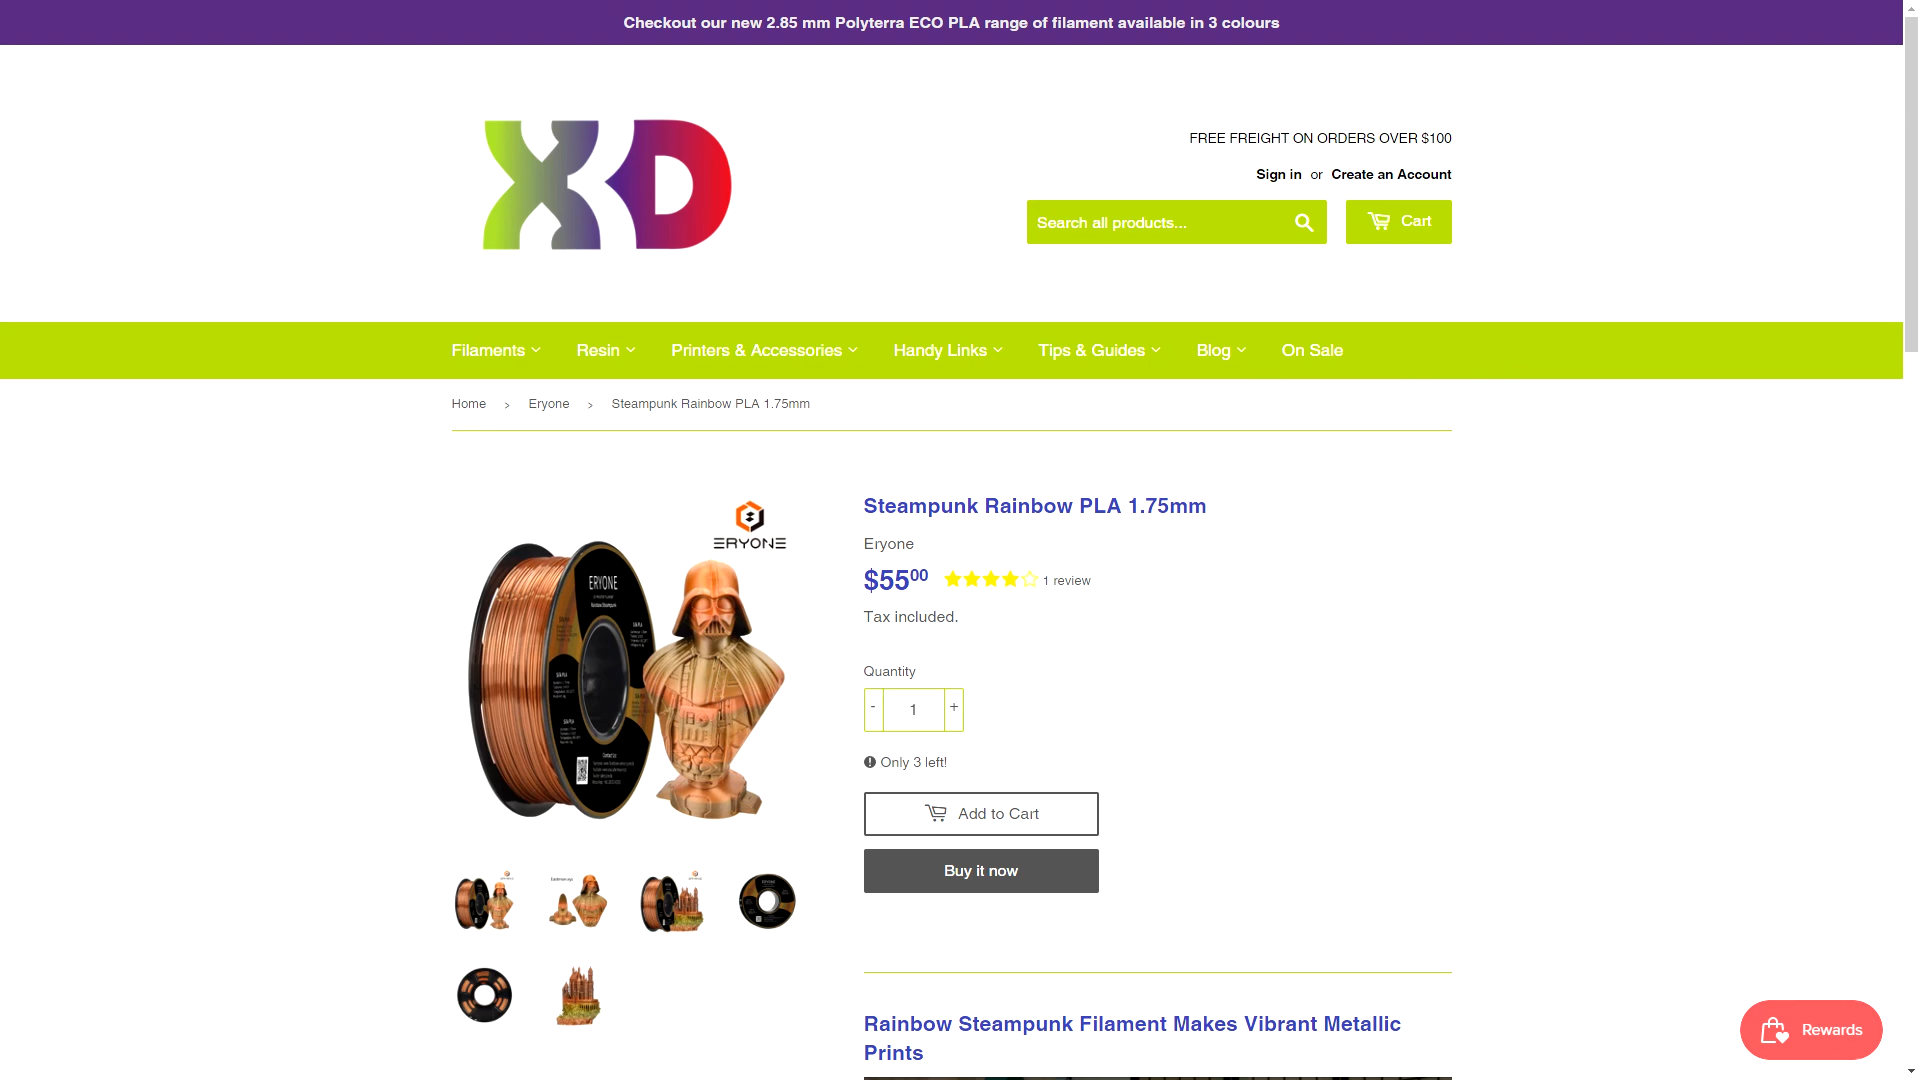 Checkout our new 2.85 mm Polyterra ECO PLA range of filament available in 3 colours
XD
FREE FREIGHT ON ORDERS OVER $100
Sign in or Create an Account
Search all products...
Cart
Filaments
Resin
Printers & Accessories
Handy Links
Tips & Guides
Blog
On Sale
Home › Eryone › Steampunk Rainbow PLA 1.75mm
ERYONE
ERYONE
Steampunk Rainbow PLA 1.75mm
Eryone
$5500
1 review
Tax included.
Quantity
- 1 +
Only 3 left!
Add to Cart
Buy it now
Rainbow Steampunk Filament Makes Vibrant Metallic
Prints
Rewards